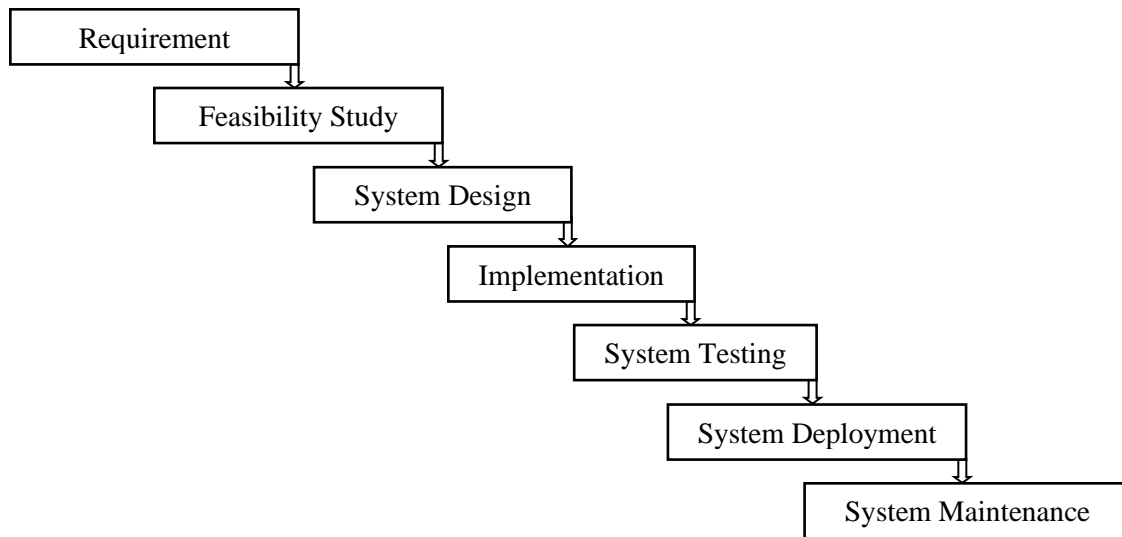 Requirement
Feasibility Study
System Design
Implementation
System Testing
System Deployment
System Maintenance